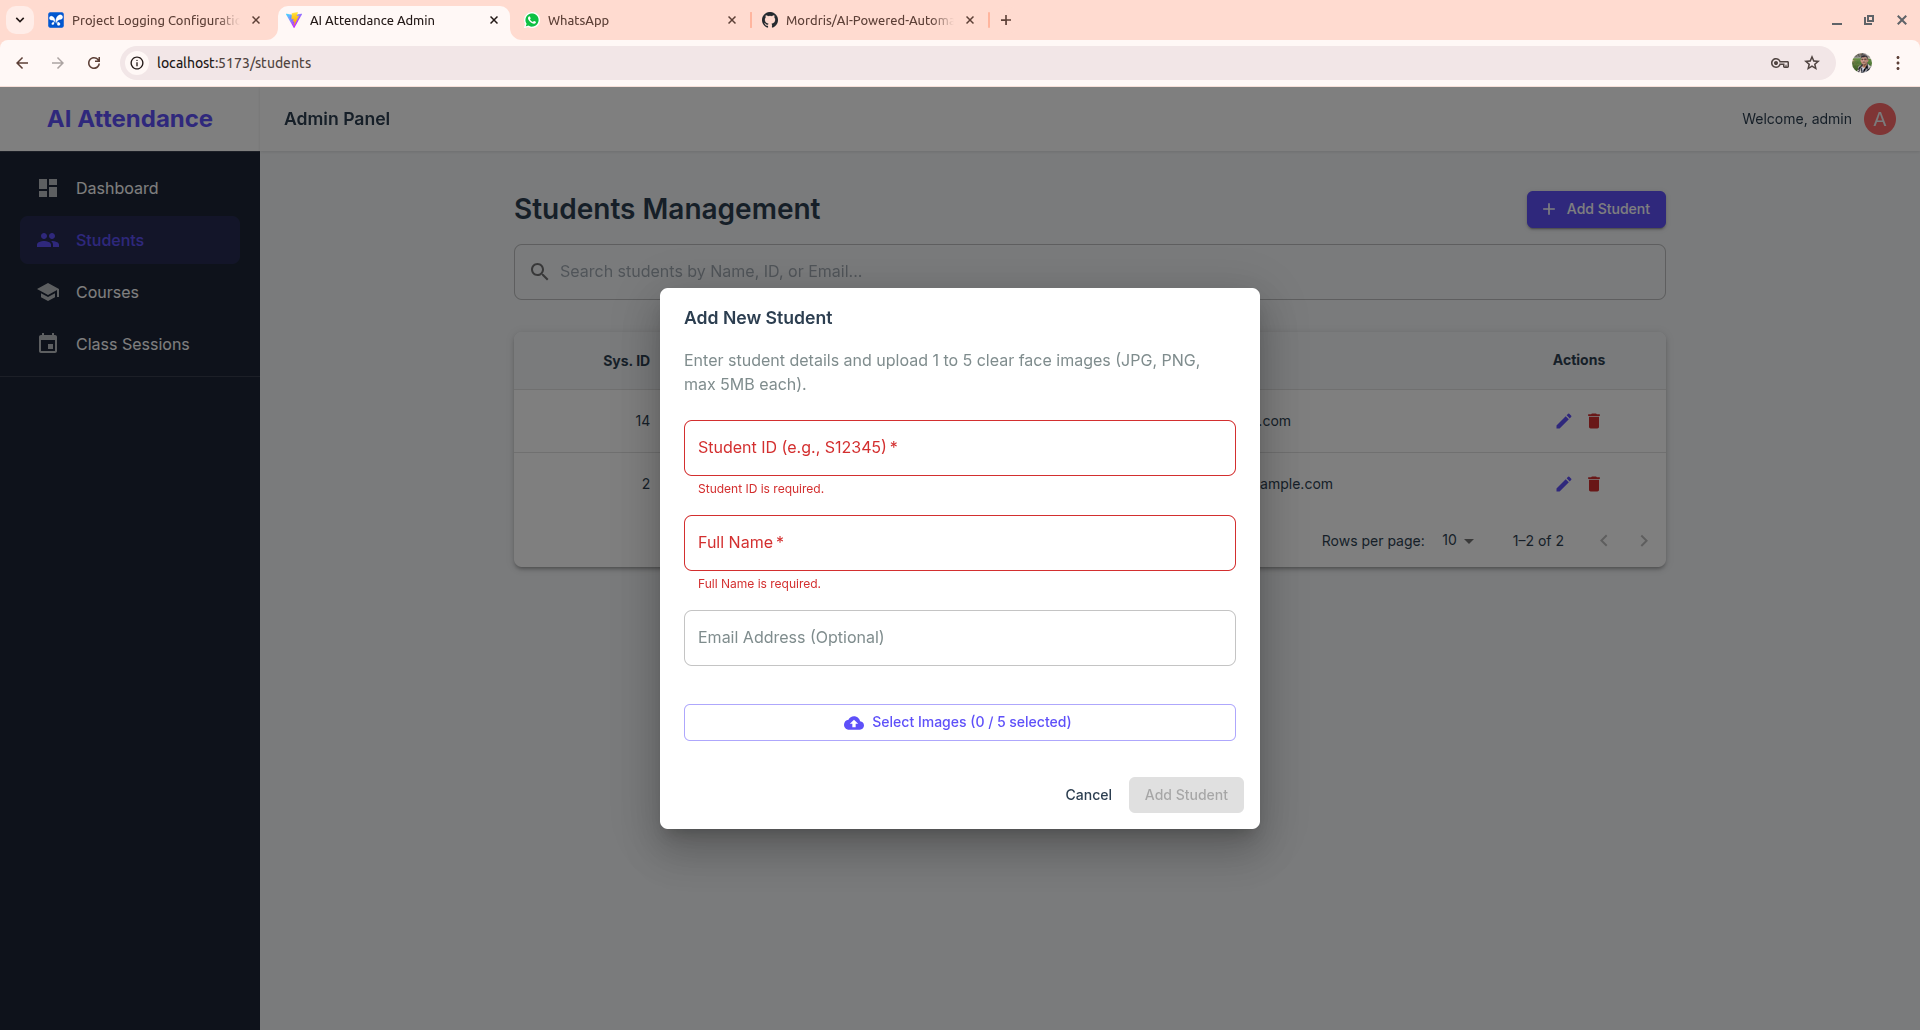 Project Logging Configurati
AI Attendance Admin
WhatsApp
Mordris/AI-Powered-Autom
localhost:5173/students
AI Attendance
Admin Panel
Welcome, admin
A
Dashboard
Students
Courses
Class Sessions
Students Management
Add Student
Search students by Name, ID, or Email...
Sys. ID
Actions
14
.com
2
ample.com
Rows per page: 10
1–2 of 2
Add New Student
Enter student details and upload 1 to 5 clear face images (JPG, PNG,
max 5MB each).
Student ID (e.g., S12345) *
Student ID is required.
Full Name *
Full Name is required.
Email Address (Optional)
Select Images (0 / 5 selected)
Cancel
Add Student